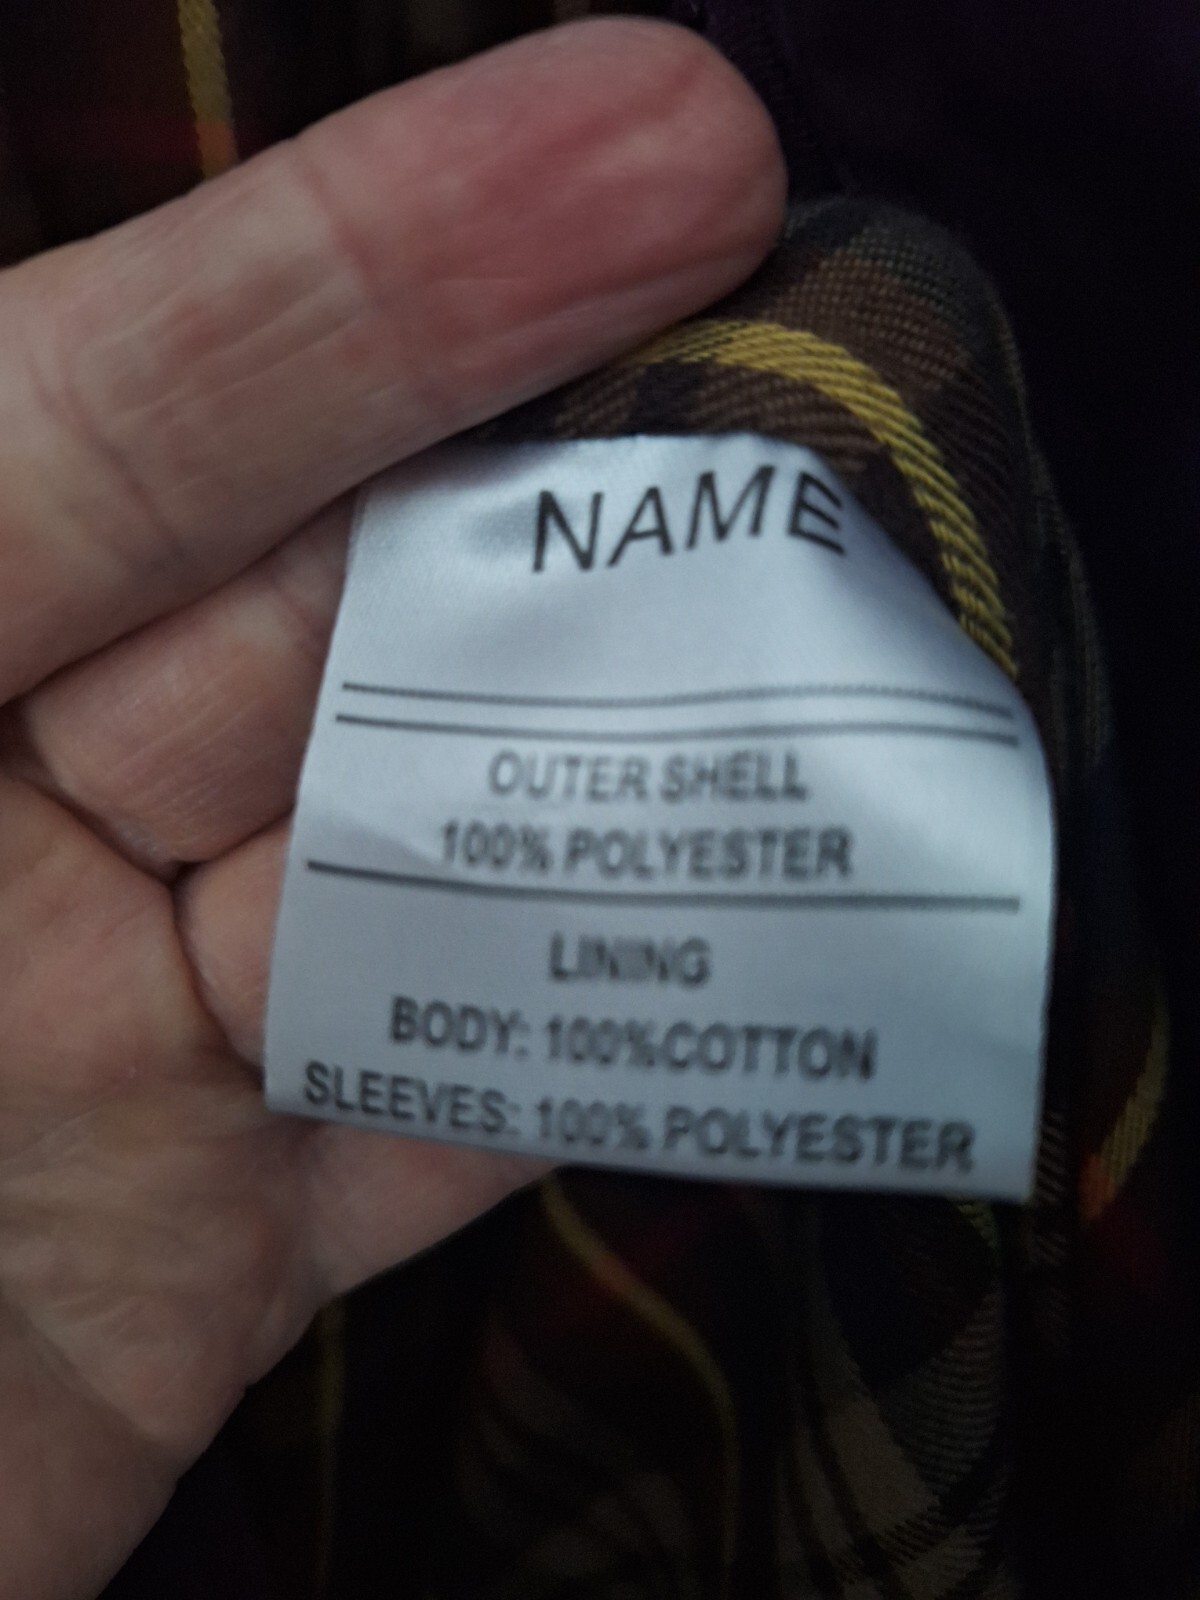 NAME
OUTER SHELL
100% POLYESTER
LINING
BODY: 100%COTTON
SLEEVES: 100% POLYESTER